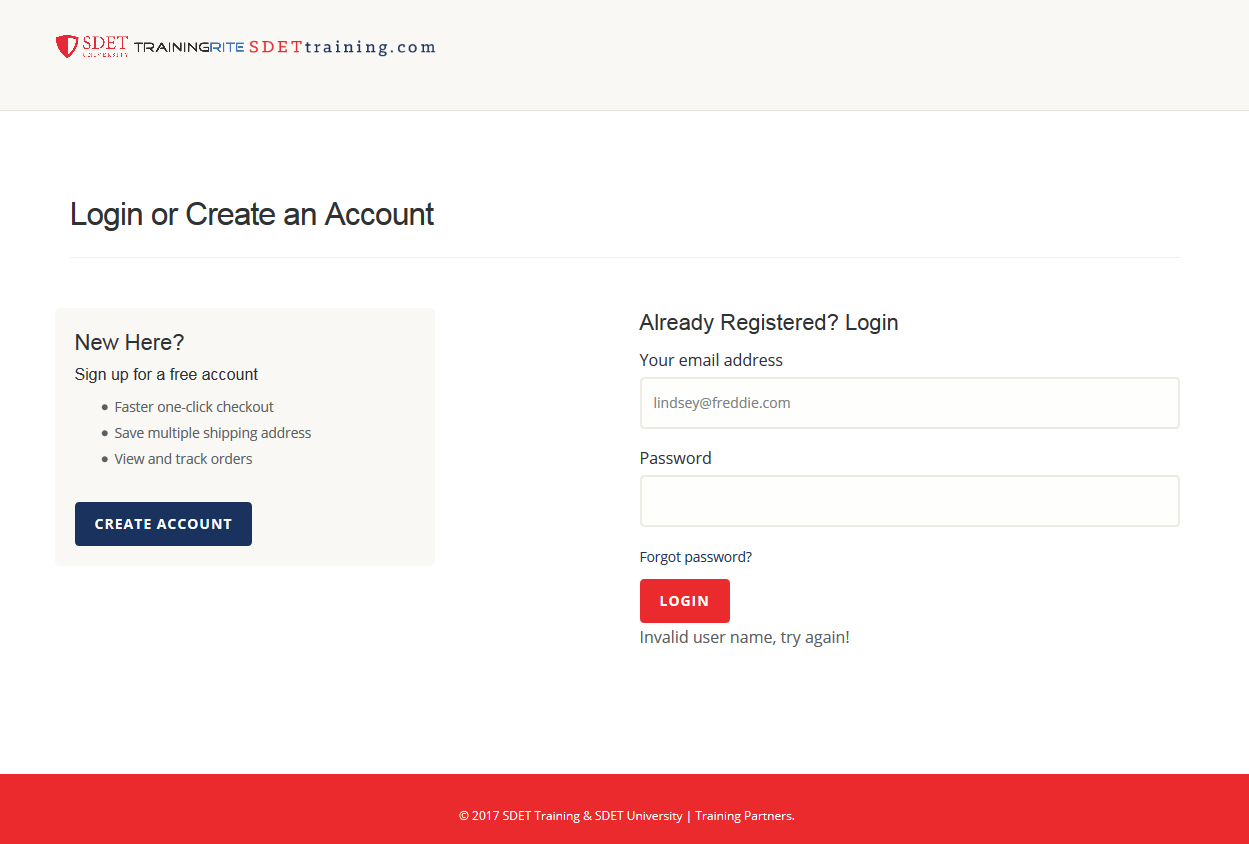 SDET UNIVERSITY TRAININGRITE SDETtraining.com
Login or Create an Account
New Here?
Sign up for a free account
Faster one-click checkout
Save multiple shipping address
View and track orders
CREATE ACCOUNT
Already Registered? Login
Your email address
lindsey@freddie.com
Password
Forgot password?
LOGIN
Invalid user name, try again!
© 2017 SDET Training & SDET University | Training Partners.